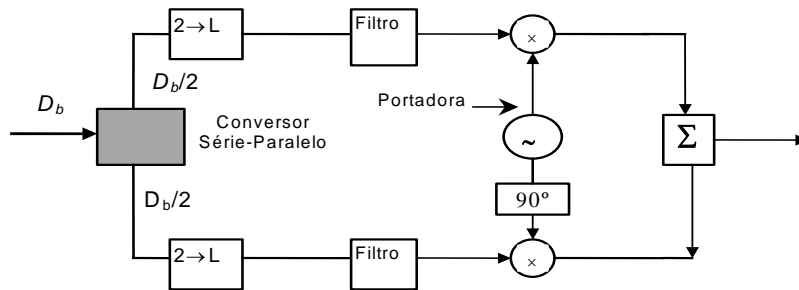 2→L
Filtro
×
D_b/2
D_b
Portadora
Conversor
Série-Paralelo
~
Σ
D_b/2
90º
2→L
Filtro
×